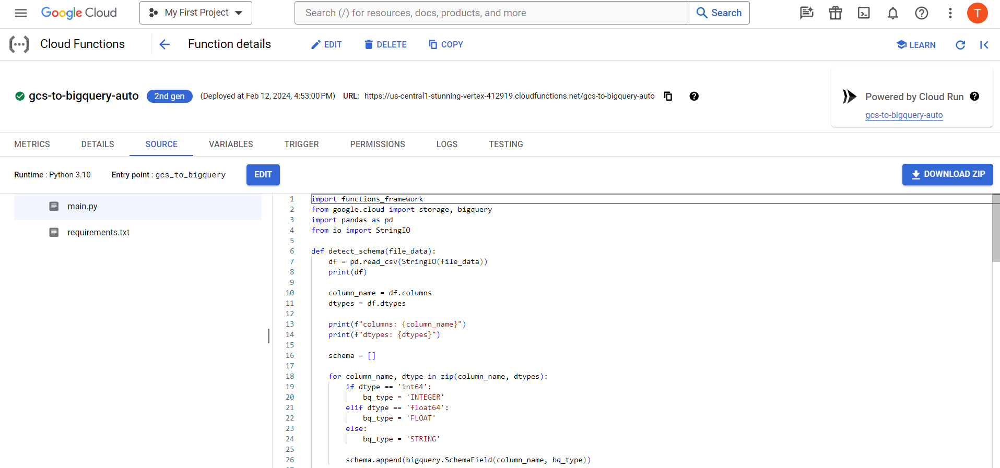 Google Cloud
My First Project
Search (/) for resources, docs, products, and more
Search
T
Cloud Functions
Function details
EDIT
DELETE
COPY
LEARN
gcs-to-bigquery-auto
2nd gen
(Deployed at Feb 12, 2024, 4:53:00 PM)
URL: https://us-central1-stunning-vertex-412919.cloudfunctions.net/gcs-to-bigquery-auto
Powered by Cloud Run
gcs-to-bigquery-auto
METRICS
DETAILS
SOURCE
VARIABLES
TRIGGER
PERMISSIONS
LOGS
TESTING
Runtime : Python 3.10
Entry point : gcs_to_bigquery
EDIT
DOWNLOAD ZIP
main.py
requirements.txt
1 import functions_framework
2 from google.cloud import storage, bigquery
3 import pandas as pd
4 from io import StringIO
5
6 def detect_schema(file_data):
7     df = pd.read_csv(StringIO(file_data))
8     print(df)
9
10     column_name = df.columns
11     dtypes = df.dtypes
12
13     print(f"columns: {column_name}")
14     print(f"dtypes: {dtypes}")
15
16     schema = []
17
18     for column_name, dtype in zip(column_name, dtypes):
19         if dtype == 'int64':
20             bq_type = 'INTEGER'
21         elif dtype == 'float64':
22             bq_type = 'FLOAT'
23         else:
24             bq_type = 'STRING'
25
26         schema.append(bigquery.SchemaField(column_name, bq_type))